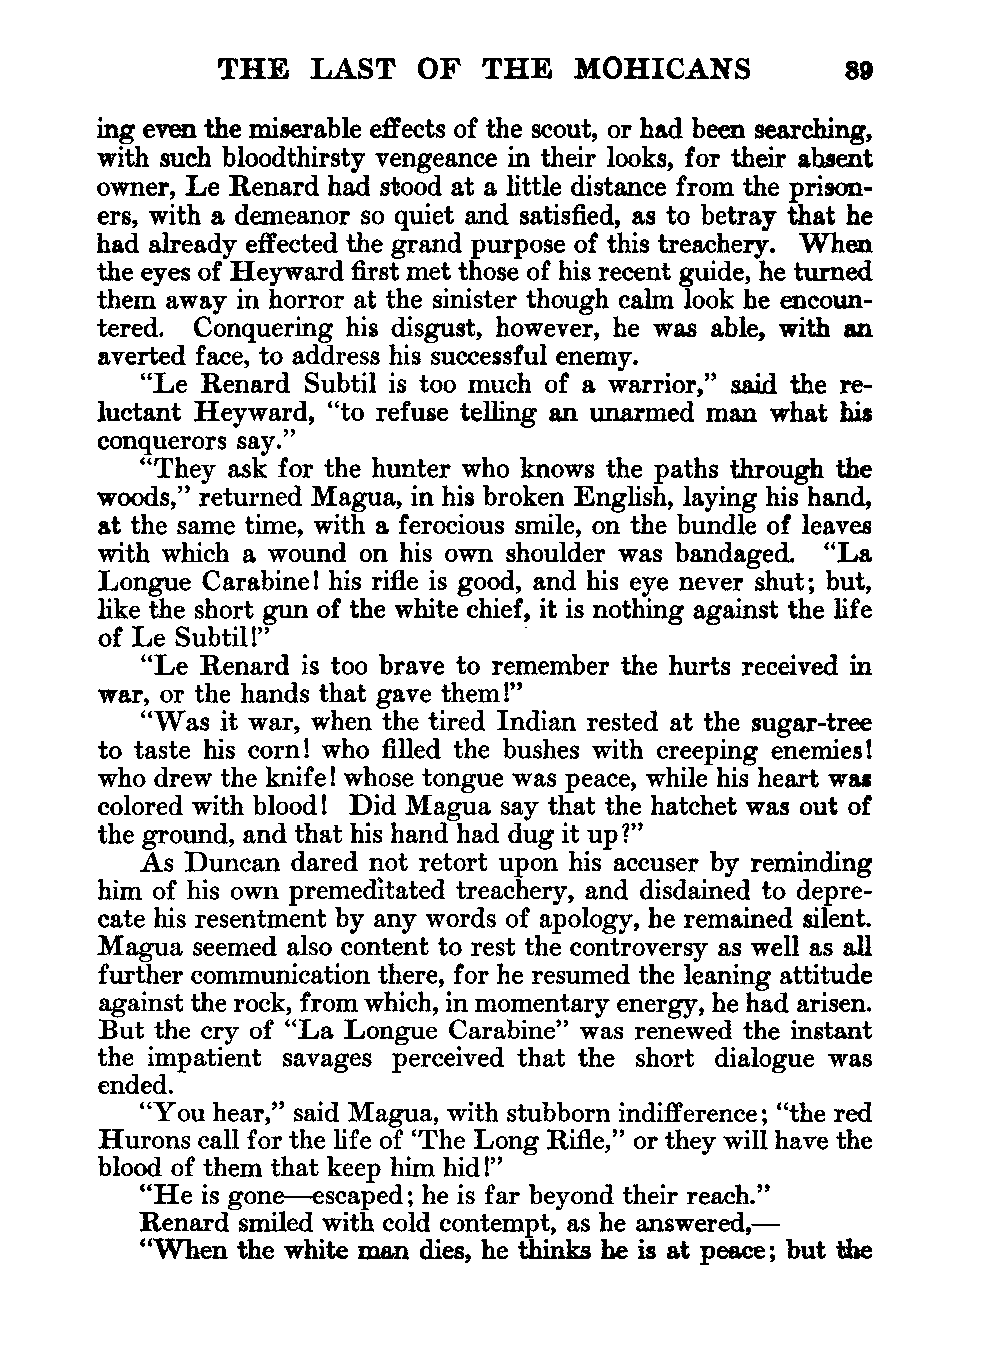 THE LAST OF THE MOHICANS 89
ing even the miserable effects of the scout, or had been searching,
with such bloodthirsty vengeance in their looks, for their absent
owner, Le Renard had stood at a little distance from the prison-
ers, with a demeanor so quiet and satisfied, as to betray that he
had already effected the grand purpose of this treachery. When
the eyes of Heyward first met those of his recent guide, he turned
them away in horror at the sinister though calm look he encoun-
tered. Conquering his disgust, however, he was able, with an
averted face, to address his successful enemy.
“Le Renard Subtil is too much of a warrior,” said the re-
luctant Heyward, “to refuse telling an unarmed man what his
conquerors say.”
“They ask for the hunter who knows the paths through the
woods,” returned Magua, in his broken English, laying his hand,
at the same time, with a ferocious smile, on the bundle of leaves
with which a wound on his own shoulder was bandaged. “La
Longue Carabine! his rifle is good, and his eye never shut; but,
like the short gun of the white chief, it is nothing against the life
of Le Subtil!”
“Le Renard is too brave to remember the hurts received in
war, or the hands that gave them!”
“Was it war, when the tired Indian rested at the sugar-tree
to taste his corn! who filled the bushes with creeping enemies!
who drew the knife! whose tongue was peace, while his heart was
colored with blood! Did Magua say that the hatchet was out of
the ground, and that his hand had dug it up?”
As Duncan dared not retort upon his accuser by reminding
him of his own premeditated treachery, and disdained to depre-
cate his resentment by any words of apology, he remained silent.
Magua seemed also content to rest the controversy as well as all
further communication there, for he resumed the leaning attitude
against the rock, from which, in momentary energy, he had arisen.
But the cry of “La Longue Carabine” was renewed the instant
the impatient savages perceived that the short dialogue was
ended.
“You hear,” said Magua, with stubborn indifference; “the red
Hurons call for the life of ‘The Long Rifle,” or they will have the
blood of them that keep him hid!”
“He is gone—escaped; he is far beyond their reach.”
Renard smiled with cold contempt, as he answered,—
“When the white man dies, he thinks he is at peace; but the